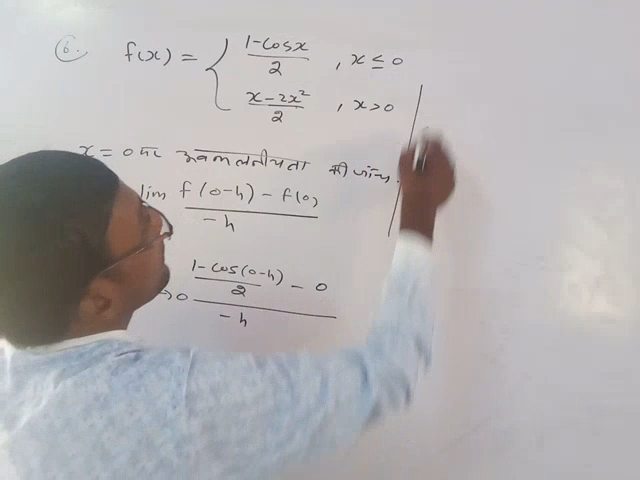 6. f(x) = { 1-cosx/2 , x ≤ 0
x-2x²/2 , x>0
x = 0 पर अवकलनीयता की जाँच.
lim f(0-h) - f(0) / -h
→0 1-cos(0-h)/2 - 0 / -h